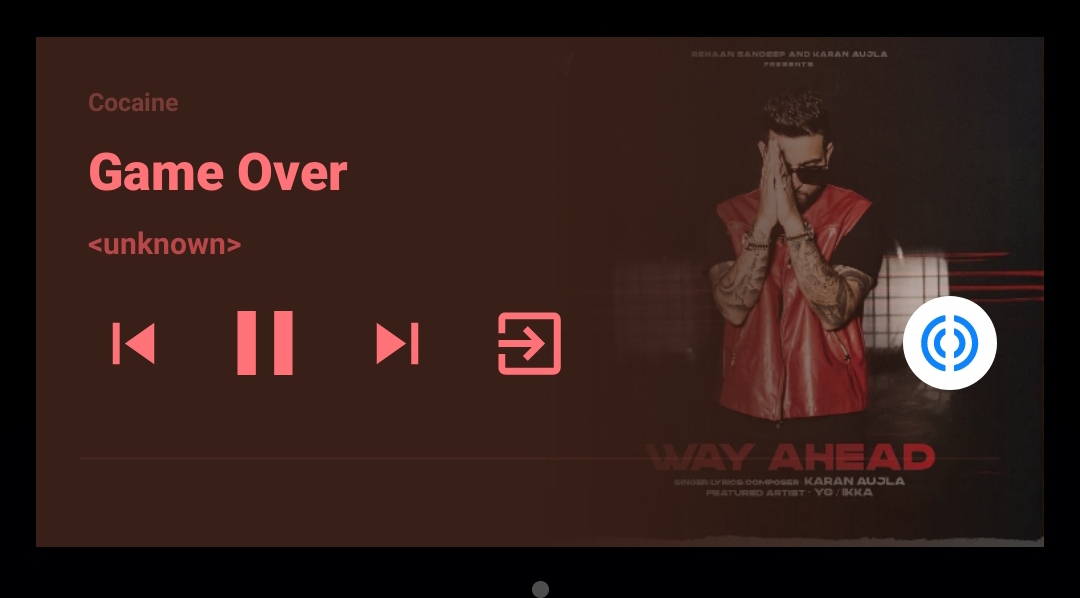 Cocaine
Game Over
<unknown>
REHAAN SANDEEP AND KARAN AUJLA
PRESENTS
WAY AHEAD
SINGER/LYRICS/COMPOSER KARAN AUJLA
FEATURED ARTIST - YO / IKKA